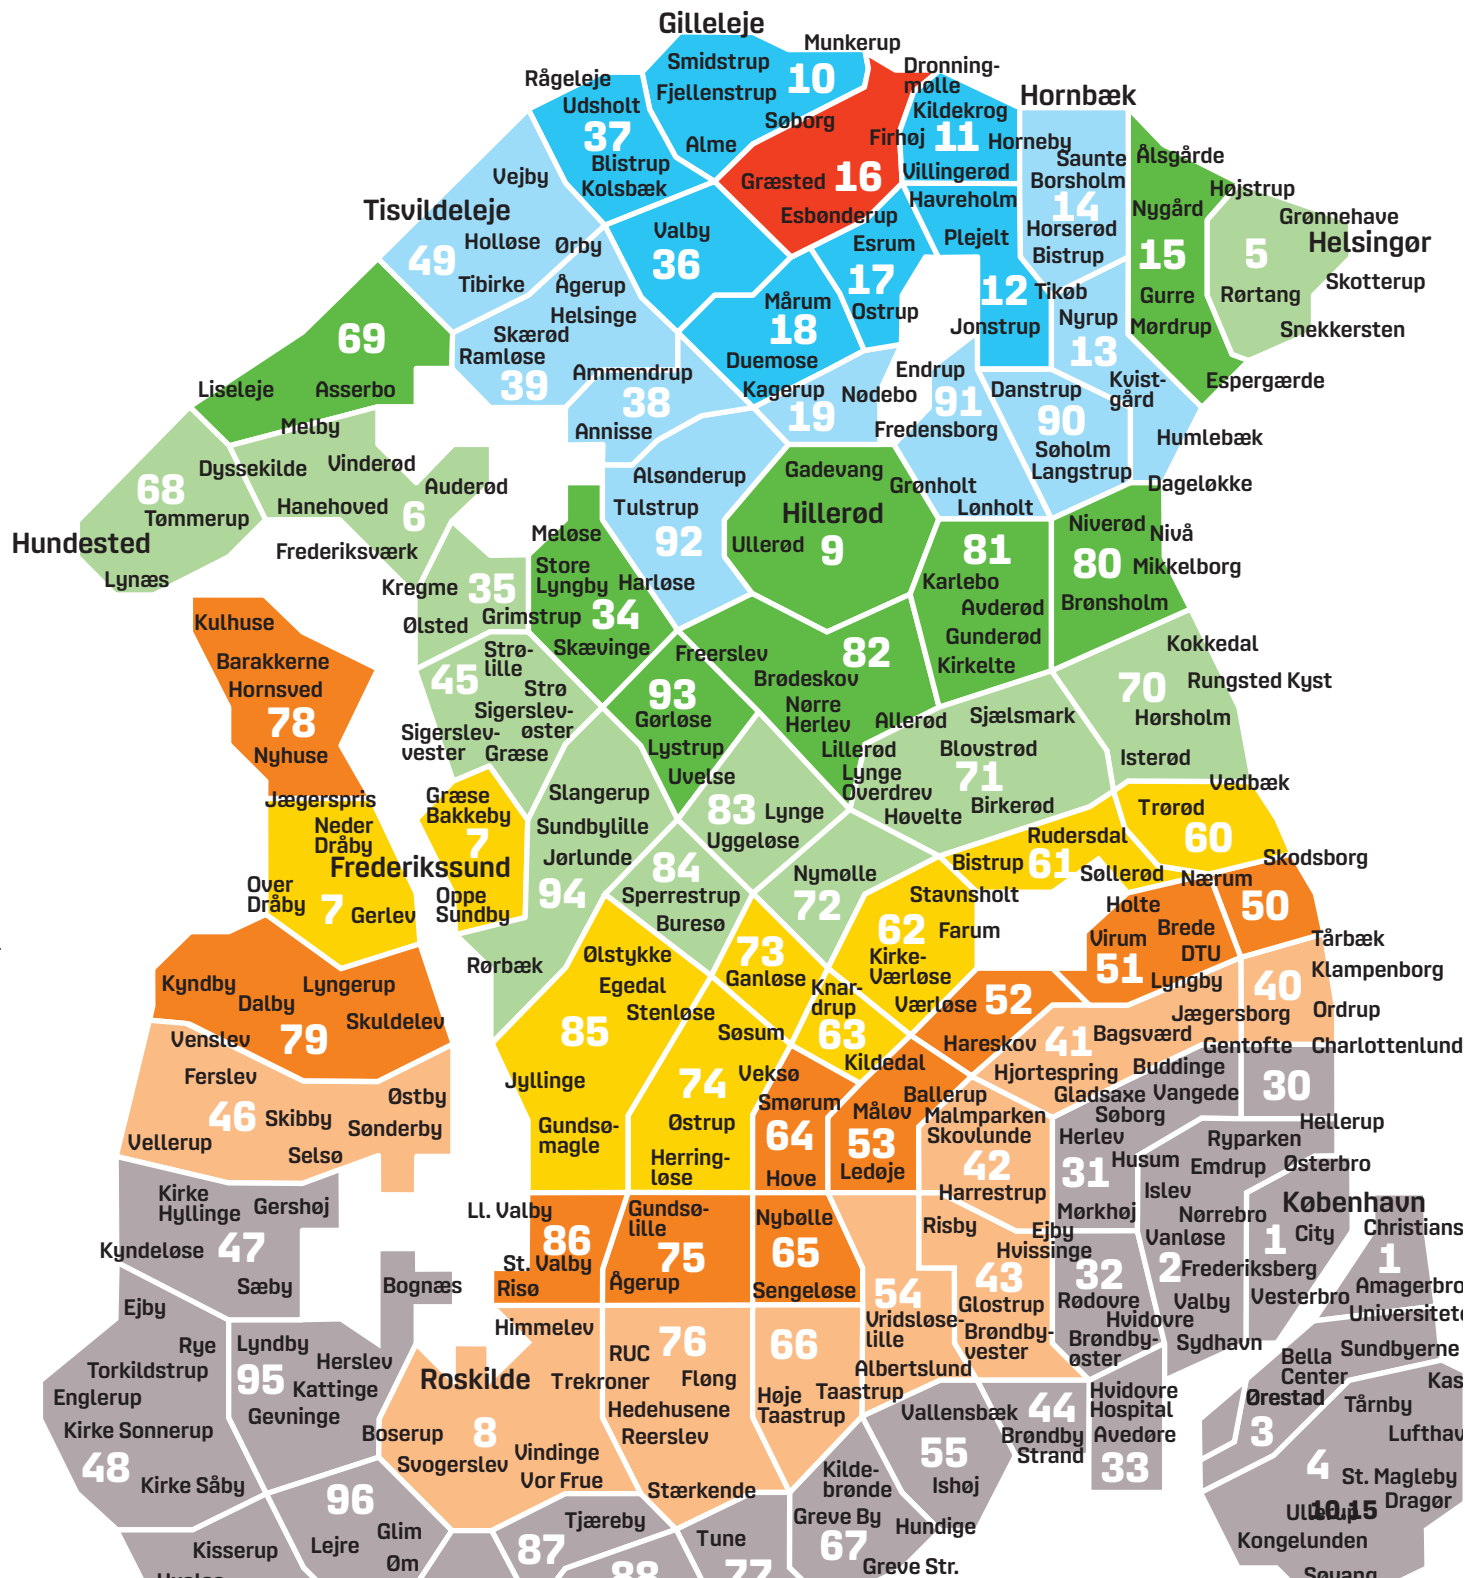 Gilleleje
Munkerup
Smidstrup
10
Fjellenstrup
Søborg
Alme
Rågeleje
Udsholt
37
Blistrup
Kolsbæk
Dronning-
mølle
Kildekrog
Firhøj
11
Horneby
Villingerød
Hornbæk
Saunte
Borsholm
14
Horserød
Bistrup
Ålsgårde
Højstrup
Nygård
15
Gurre
Mørdrup
Grønnehave
Helsingør
5
Skotterup
Rørtang
Snekkersten
Espergærde
Græsted
16
Esbønderup
Havreholm
Plejelt
12
Jonstrup
Tikøb
Nyrup
13
Kvist-
gård
Vejby
Tisvildeleje
Holløse
Ørby
49
Tibirke
Valby
36
Esrum
17
Ostrup
Mårum
18
Duemose
Ågerup
Helsinge
Skærød
Ramløse
39
Ammendrup
38
Annisse
69
Liseleje
Asserbo
Melby
Kagerup
Nødebo
19
Endrup
91
Fredensborg
Danstrup
90
Søholm
Langstrup
Humlebæk
Dageløkke
Dyssekilde
Vinderød
68
Tømmerup
Hanehoved
Auderød
6
Hundested
Frederiksværk
Lynæs
Alsønderup
Tulstrup
92
Harløse
Gadevang
Hillerød
Ullerød
9
Grønholt
Lønholt
Niverød
Nivå
80
Mikkelborg
Brønsholm
81
Karlebo
Avderød
Gunderød
Kirkelte
Meløse
Store
Lyngby
34
Skævinge
Kregme
35
Grimstrup
Ølsted
Strø-
lille
45
Strø
Sigerslev-
øster
Sigerslev-
vester
Græse
Kulhuse
Barakkerne
Hornsved
78
Nyhuse
Freerslev
82
Brødeskov
Nørre
Herlev
93
Gørløse
Lystrup
Uvelse
Allerød
Lillerød
Lynge
Overdrev
Sjælsmark
Blovstrød
71
Birkerød
Høvelte
Kokkedal
70
Rungsted Kyst
Hørsholm
Isterød
Vedbæk
Trørød
60
Jægerspris
Neder
Dråby
Frederikssund
Over
Dråby
7
Gerlev
Græse
Bakkeby
7
Oppe
Sundby
Slangerup
Sundbylille
Jørlunde
94
Rørbæk
83
Lynge
Uggeløse
84
Sperrestrup
Buresø
Nymølle
72
Rudersdal
Bistrup
61
Søllerød
Skodsborg
Nærum
50
Holte
Brede
Virum
DTU
51
Lyngby
Stavnsholt
62
Farum
Kirke-
Værløse
Værløse
52
Tårbæk
Klampenborg
40
Ordrup
Jægersborg
Gentofte
Charlottenlund
Kyndby
Lyngerup
Dalby
Skuldelev
79
Venslev
Ølstykke
Egedal
Stenløse
85
Jyllinge
Gundsø-
magle
73
Ganløse
Knar-
drup
63
Kildedal
Søsum
74
Veksø
Østrup
Herring-
løse
Smørum
64
Hove
Ballerup
Måløv
53
Ledøje
Hareskov
41
Bagsværd
Hjortespring
Buddinge
Gladsaxe
Vangede
Søborg
30
Hellerup
Malmparken
Skovlunde
42
Harrestrup
Herlev
31
Husum
Mørkhøj
Ryparken
Emdrup
Østerbro
Islev
Nørrebro
Vanløse
2
Frederiksberg
Valby
Sydhavn
København
1
City
Vesterbro
Christians
1
Amagerbro
Universitete
Sundbyerne
Ferslev
Østby
46
Skibby
Sønderby
Vellerup
Selsø
Kirke
Hyllinge
Gershøj
Kyndeløse
47
Sæby
Bognæs
Ll. Valby
86
St. Valby
Risø
Gundsø-
lille
75
Ågerup
Nybølle
65
Sengeløse
Risby
54
Vridsløse-
lille
Albertslund
Ejby
Hvissinge
43
Glostrup
Brøndby-
vester
32
Rødovre
Hvidovre
Brøndby-
øster
Ejby
Rye
Torkildstrup
Englerup
Kirke Sonnerup
48
Kirke Såby
Lyndby
Herslev
95
Kattinge
Gevninge
Himmelev
Roskilde
Trekroner
Boserup
8
Svogerslev
Vindinge
Vor Frue
76
RUC
Fløng
Hedehusene
Reerslev
Stærkende
66
Høje
Taastrup
Taastrup
Vallensbæk
44
Brøndby
Strand
55
Ishøj
Hvidovre
Hospital
Avedøre
33
Bella
Center
Ørestad
3
Kas
Tårnby
Lufthav
4
St. Magleby
Dragør
10.15
Kongelunden
Søvang
96
Glim
Lejre
Øm
Kisserup
Tjæreby
87
88
Tune
77
Kilde-
brønde
Greve By
67
Hundige
Greve Str.